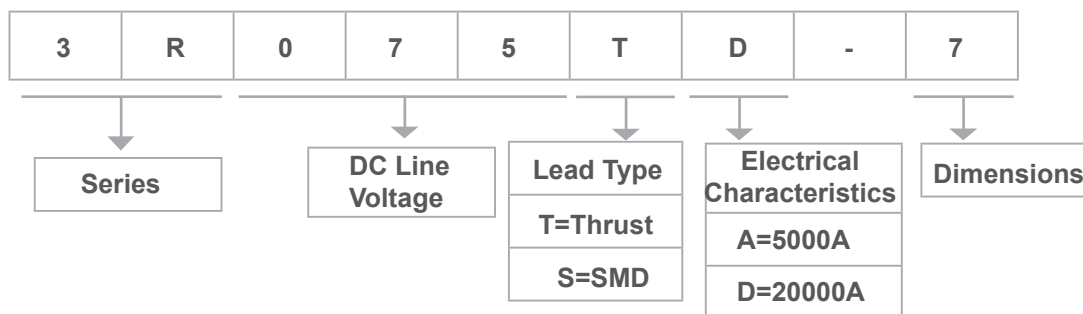 3 R 0 7 5 T D - 7
Series
DC Line
Voltage
Lead Type
T=Thrust
S=SMD
Electrical
Characteristics
A=5000A
D=20000A
Dimensions